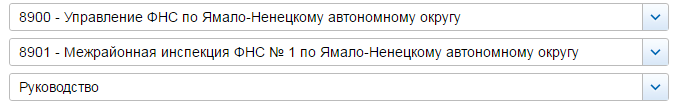 8900 - Управление ФНС по Ямало-Ненецкому автономному округу
8901 - Межрайонная инспекция ФНС № 1 по Ямало-Ненецкому автономному округу
Руководство